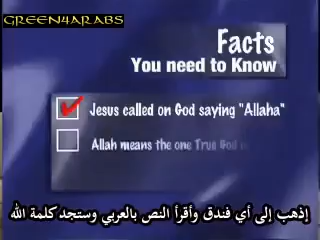 GREEN4ARABS
Facts
You need to Know
Jesus called on God saying "Allaha"
Allah means the one True God
إذهب إلى أي فندق وأقرأ النص بالعربي وستجد كلمة الله